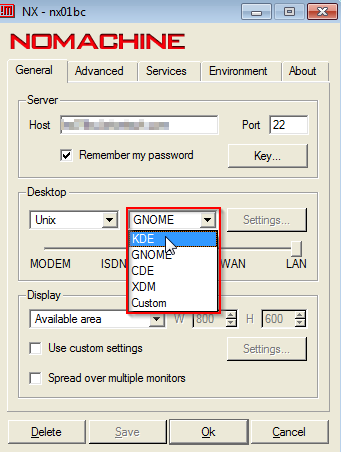 !M NX - nx01bc
NOMACHINE
General Advanced Services Environment About
Server
Host Port 22
Remember my password Key...
Desktop
Unix GNOME Settings...
KDE
GNOME
MODEM ISDN CDE WAN LAN
XDM
Display
Custom
Available area W 800 H 600
Use custom settings Settings...
Spread over multiple monitors
Delete Save Ok Cancel